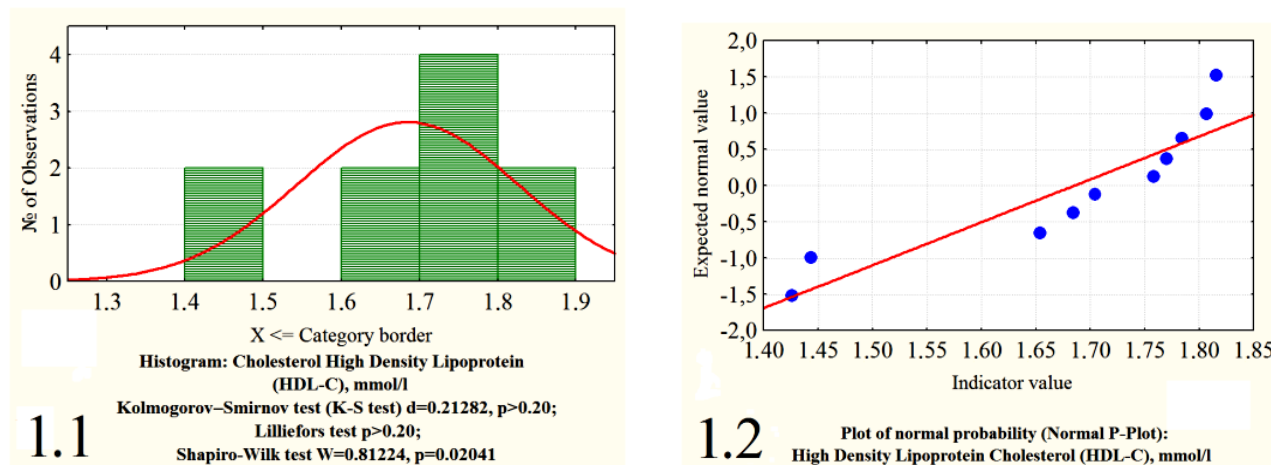 № of Observations
4
3
2
1
0
1.3 1.4 1.5 1.6 1.7 1.8 1.9
X <= Category border
Histogram: Cholesterol High Density Lipoprotein
(HDL-C), mmol/l
Kolmogorov–Smirnov test (K-S test) d=0.21282, p>0.20;
Lilliefors test p>0.20;
Shapiro-Wilk test W=0.81224, p=0.02041
1.1
Expected normal value
2,0
1,5
1,0
0,5
0,0
-0,5
-1,0
-1,5
-2,0
1.40 1.45 1.50 1.55 1.60 1.65 1.70 1.75 1.80 1.85
Indicator value
1.2
Plot of normal probability (Normal P-Plot):
High Density Lipoprotein Cholesterol (HDL-C), mmol/l